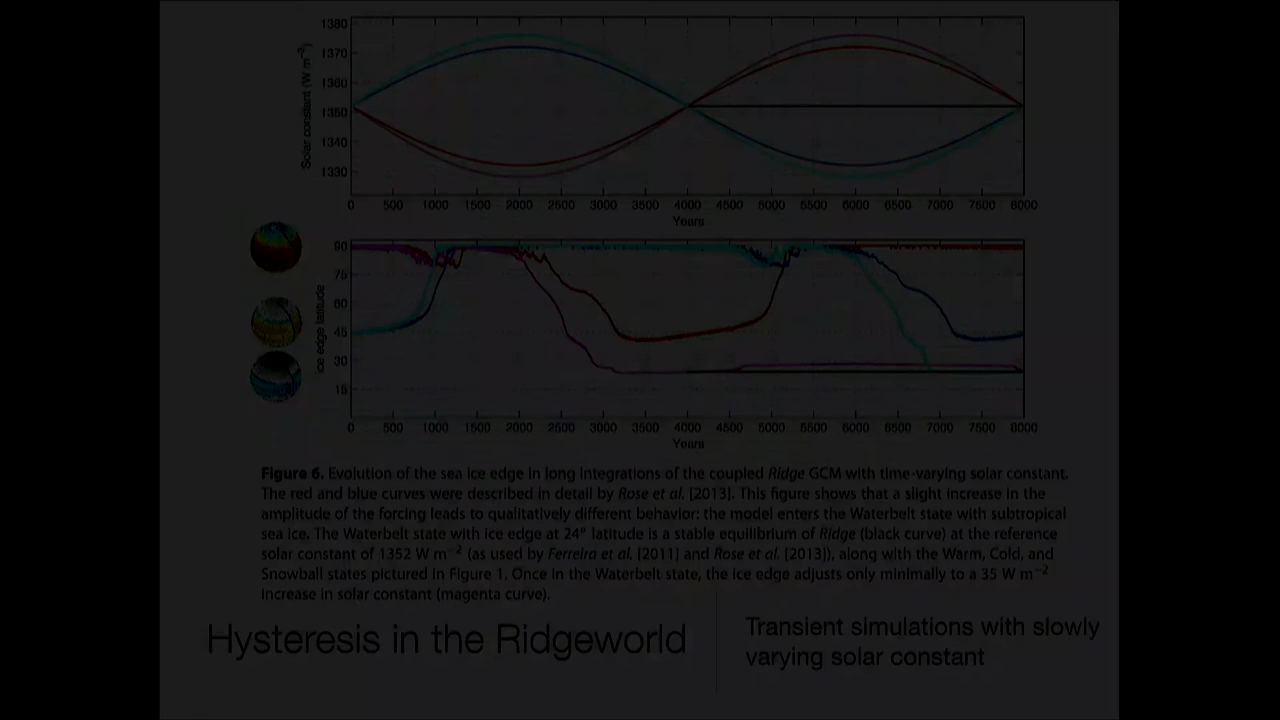 1380
1370
1360
1350
1340
1330
Solar constant (W m⁻²)
0 500 1000 1500 2000 2500 3000 3500 4000 4500 5000 5500 6000 6500 7000 7500 8000
Years
90
75
60
45
30
15
ice edge latitude
0 500 1000 1500 2000 2500 3000 3500 4000 4500 5000 5500 6000 6500 7000 7500 8000
Years
Figure 6. Evolution of the sea ice edge in long integrations of the coupled Ridge GCM with time-varying solar constant.
The red and blue curves were described in detail by Rose et al. [2013]. This figure shows that a slight increase in the
amplitude of the forcing leads to qualitatively different behavior: the model enters the Waterbelt state with subtropical
sea ice. The Waterbelt state with ice edge at 24° latitude is a stable equilibrium of Ridge (black curve) at the reference
solar constant of 1352 W m⁻² (as used by Ferreira et al. [2011] and Rose et al. [2013]), along with the Warm, Cold, and
Snowball states pictured in Figure 1. Once in the Waterbelt state, the ice edge adjusts only minimally to a 35 W m⁻²
increase in solar constant (magenta curve).
Hysteresis in the Ridgeworld
Transient simulations with slowly
varying solar constant